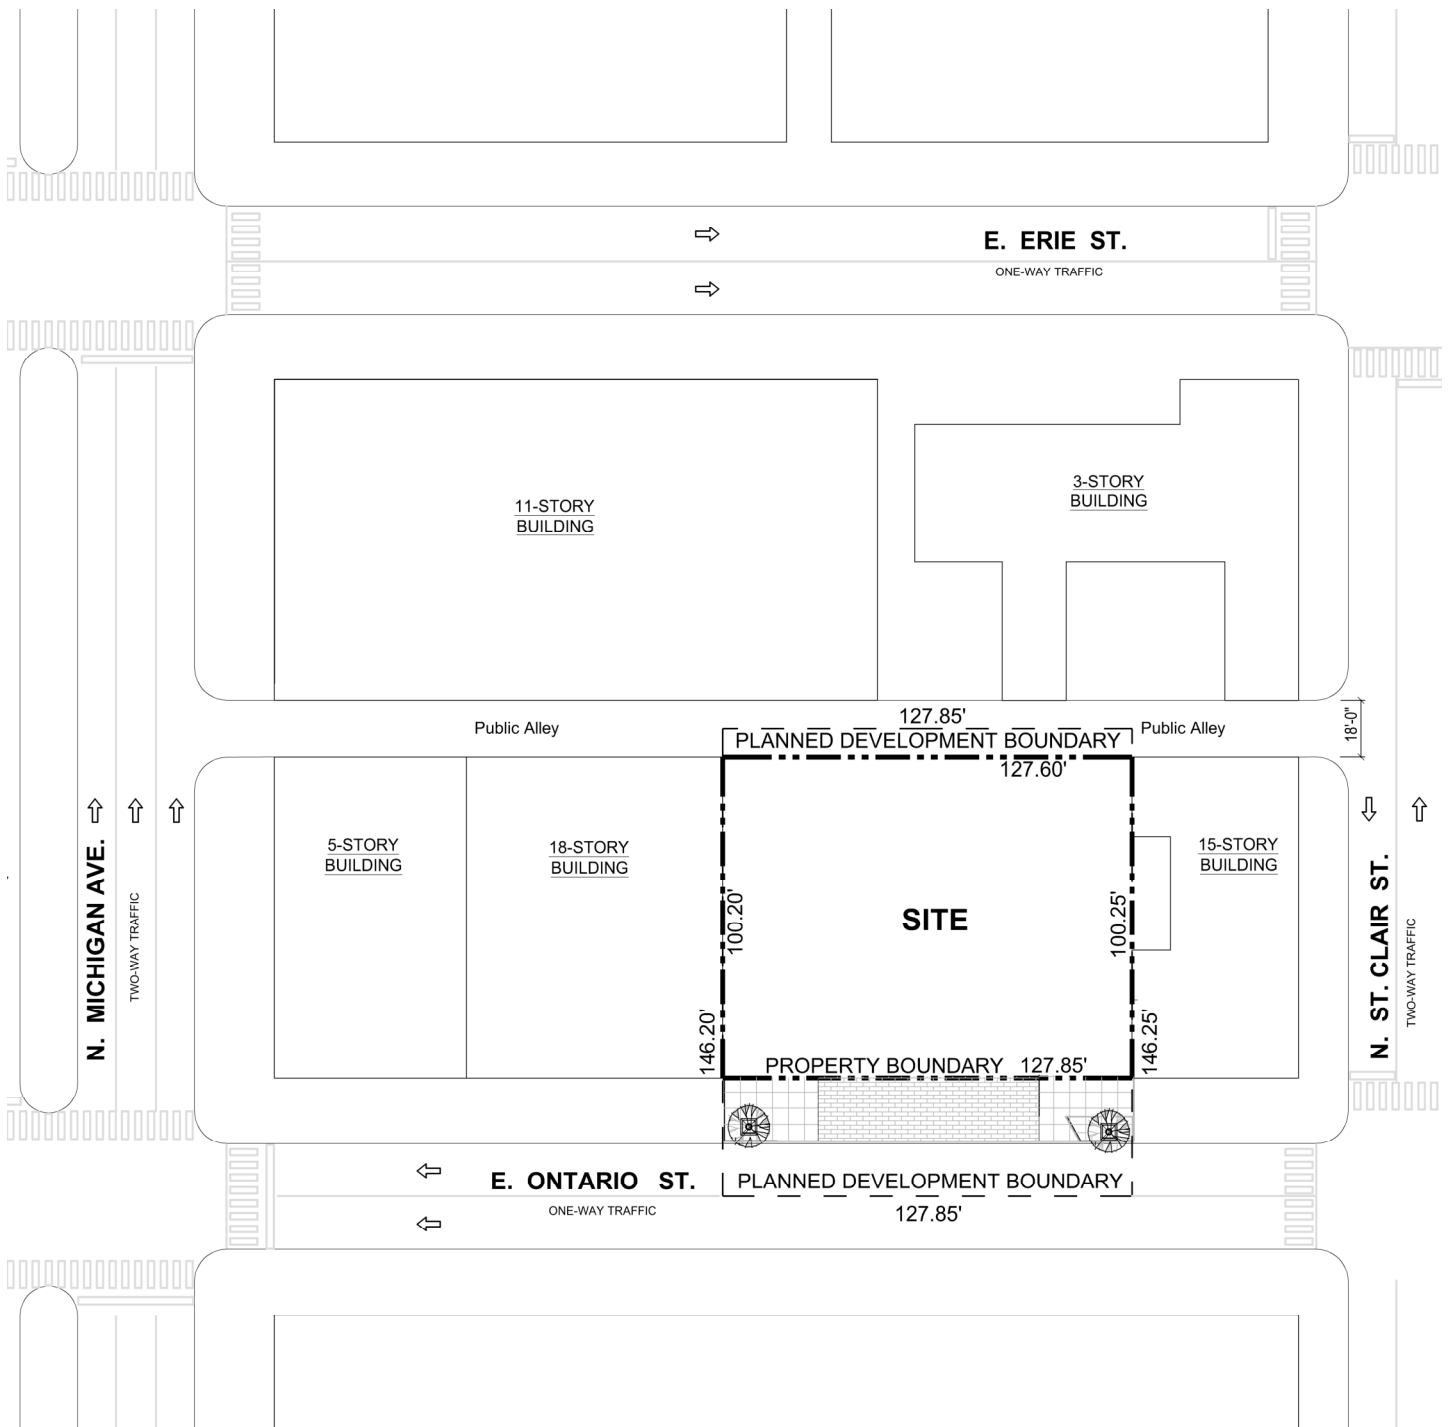 E. ERIE ST.
ONE-WAY TRAFFIC
11-STORY
BUILDING
3-STORY
BUILDING
Public Alley
127.85'
PLANNED DEVELOPMENT BOUNDARY
127.60'
Public Alley
18'-0"
5-STORY
BUILDING
18-STORY
BUILDING
100.20'
SITE
100.25'
15-STORY
BUILDING
N. MICHIGAN AVE.
TWO-WAY TRAFFIC
N. ST. CLAIR ST.
TWO-WAY TRAFFIC
146.20'
PROPERTY BOUNDARY 127.85'
146.25'
E. ONTARIO ST.
ONE-WAY TRAFFIC
PLANNED DEVELOPMENT BOUNDARY
127.85'